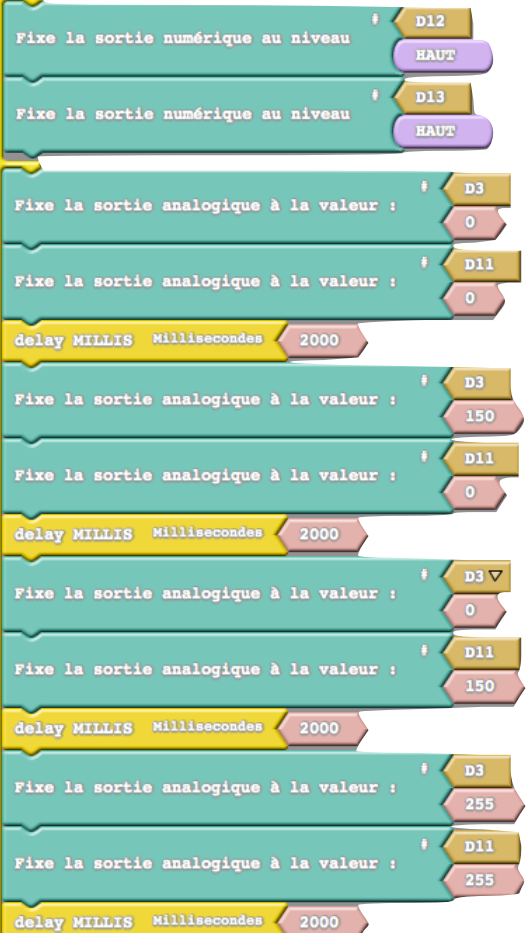 D12
Fixe la sortie numérique au niveau
HAUT
D13
Fixe la sortie numérique au niveau
HAUT
D3
Fixe la sortie analogique à la valeur :
0
D11
Fixe la sortie analogique à la valeur :
0
delay MILLIS Millisecondes 2000
D3
Fixe la sortie analogique à la valeur :
150
D11
Fixe la sortie analogique à la valeur :
0
delay MILLIS Millisecondes 2000
D3
Fixe la sortie analogique à la valeur :
0
D11
Fixe la sortie analogique à la valeur :
150
delay MILLIS Millisecondes 2000
D3
Fixe la sortie analogique à la valeur :
255
D11
Fixe la sortie analogique à la valeur :
255
delay MILLIS Millisecondes 2000